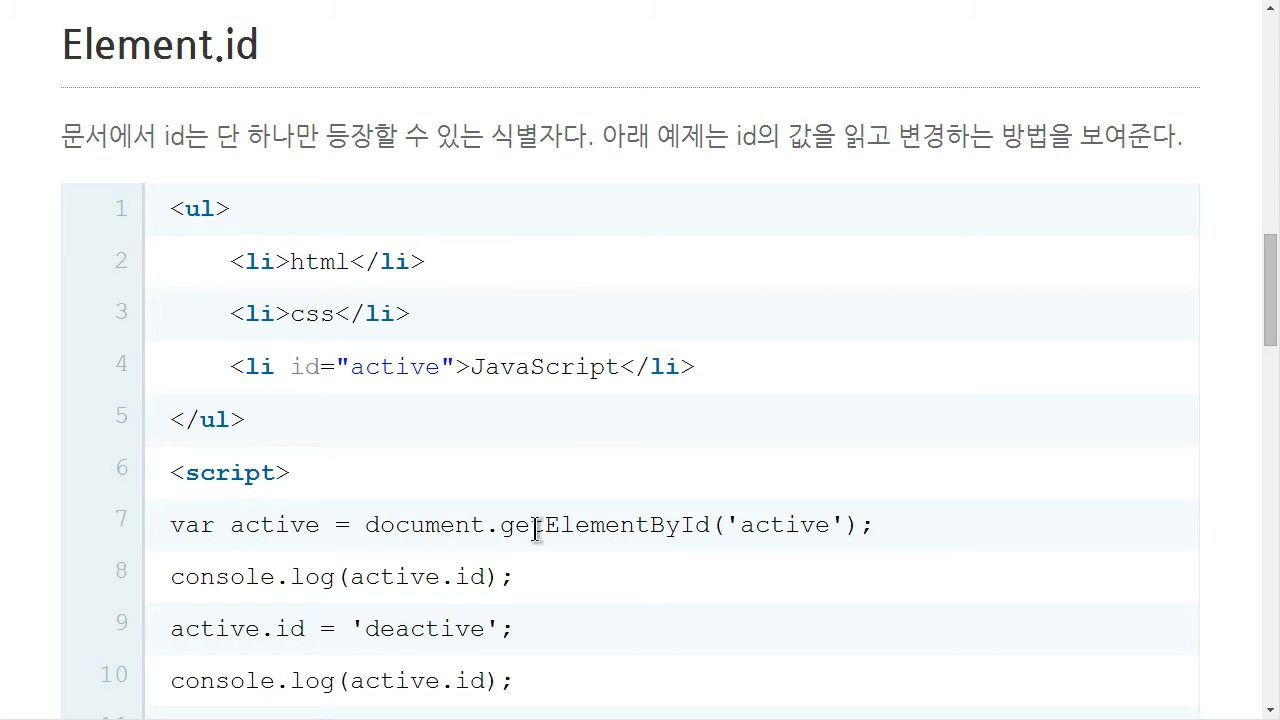 Element.id
문서에서 id는 단 하나만 등장할 수 있는 식별자다. 아래 예제는 id의 값을 읽고 변경하는 방법을 보여준다.
1 <ul>
2 <li>html</li>
3 <li>css</li>
4 <li id="active">JavaScript</li>
5 </ul>
6 <script>
7 var active = document.getElementById('active');
8 console.log(active.id);
9 active.id = 'deactive';
10 console.log(active.id);